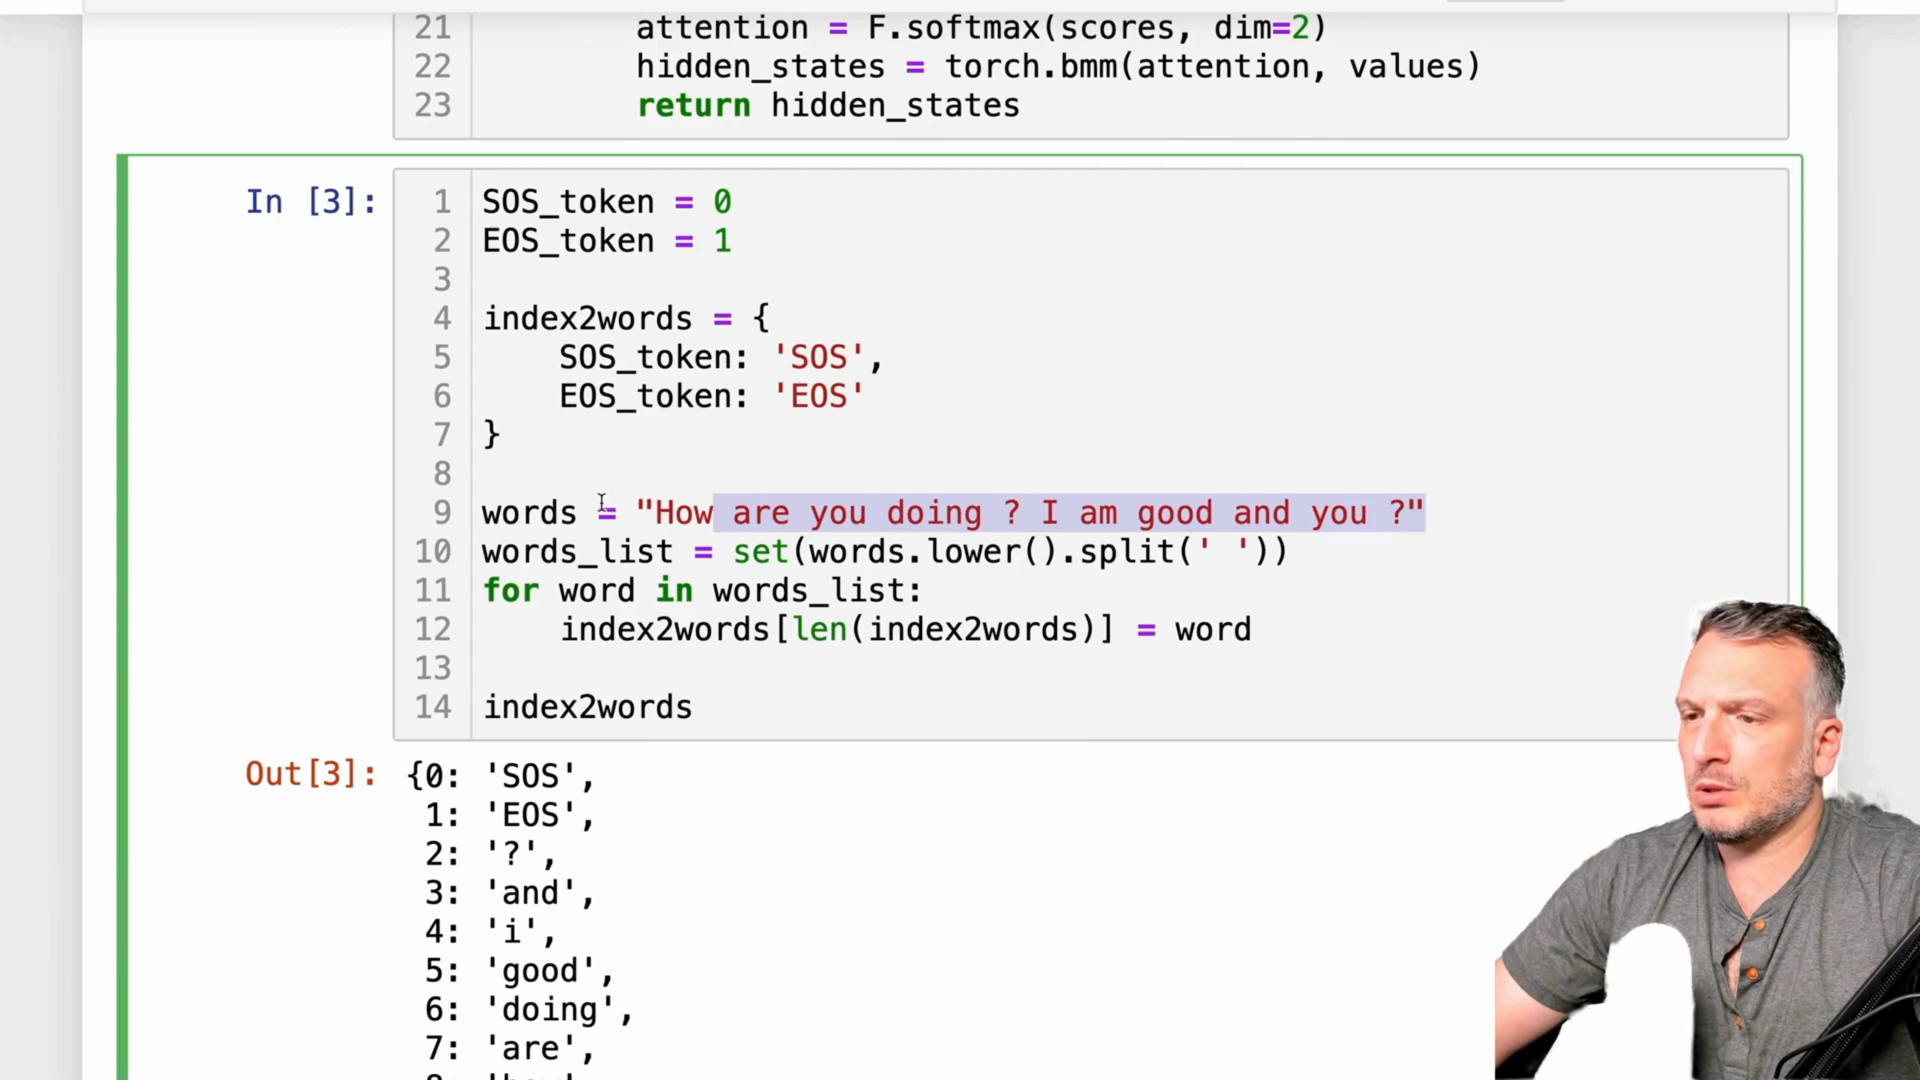 21 attention = F.softmax(scores, dim=2)
22 hidden_states = torch.bmm(attention, values)
23 return hidden_states
In [3]:
1 SOS_token = 0
2 EOS_token = 1
3
4 index2words = {
5 SOS_token: 'SOS',
6 EOS_token: 'EOS'
7 }
8
9 words = "How are you doing ? I am good and you ?"
10 words_list = set(words.lower().split(' '))
11 for word in words_list:
12 index2words[len(index2words)] = word
13
14 index2words
Out[3]: {0: 'SOS',
1: 'EOS',
2: '?',
3: 'and',
4: 'i',
5: 'good',
6: 'doing',
7: 'are',